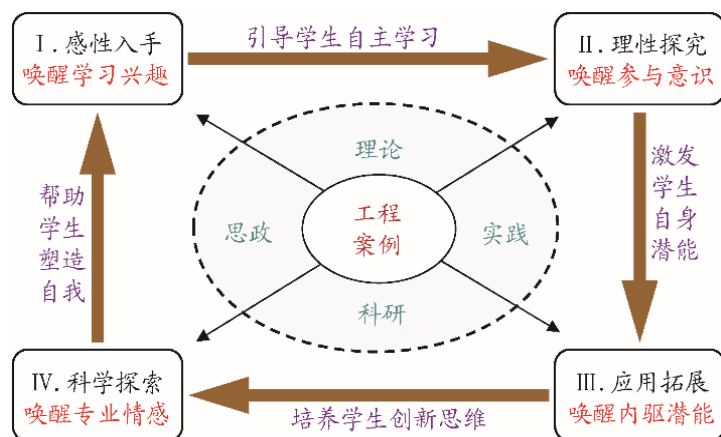 Ⅰ.感性入手
唤醒学习兴趣
引导学生自主学习
Ⅱ.理性探究
唤醒参与意识
理论
思政
工程
案例
实践
科研
帮助
学生
塑造
自我
激发
学生
自身
潜能
Ⅳ.科学探索
唤醒专业情感
培养学生创新思维
Ⅲ.应用拓展
唤醒内驱潜能